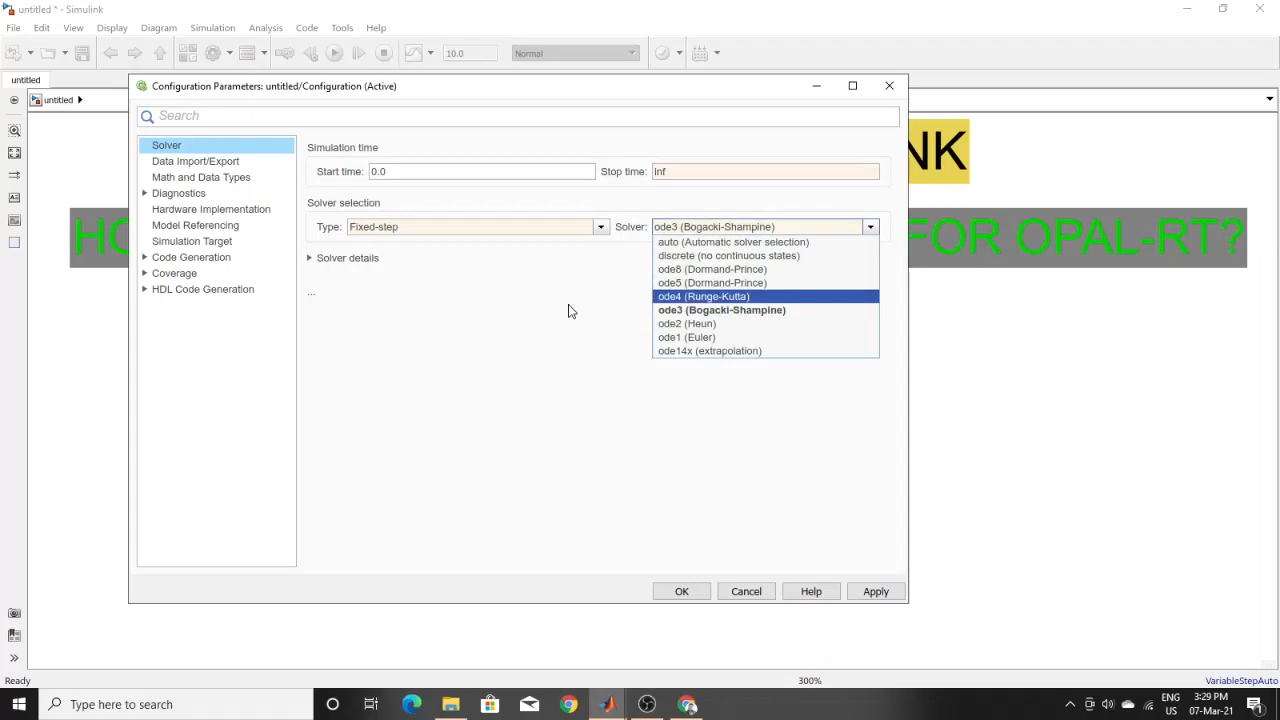 untitled * - Simulink
File Edit View Display Diagram Simulation Analysis Code Tools Help
10.0 Normal
untitled
untitled
NK
HO FOR OPAL-RT?
Configuration Parameters: untitled/Configuration (Active)
Search
Solver
Data Import/Export
Math and Data Types
Diagnostics
Hardware Implementation
Model Referencing
Simulation Target
Code Generation
Coverage
HDL Code Generation
Simulation time
Start time: 0.0 Stop time: inf
Solver selection
Type: Fixed-step Solver: ode3 (Bogacki-Shampine)
auto (Automatic solver selection)
discrete (no continuous states)
ode8 (Dormand-Prince)
ode5 (Dormand-Prince)
ode4 (Runge-Kutta)
ode3 (Bogacki-Shampine)
ode2 (Heun)
ode1 (Euler)
ode14x (extrapolation)
Solver details
...
OK Cancel Help Apply
Ready 300% VariableStepAuto
Type here to search
ENG
US
3:29 PM
07-Mar-21
1